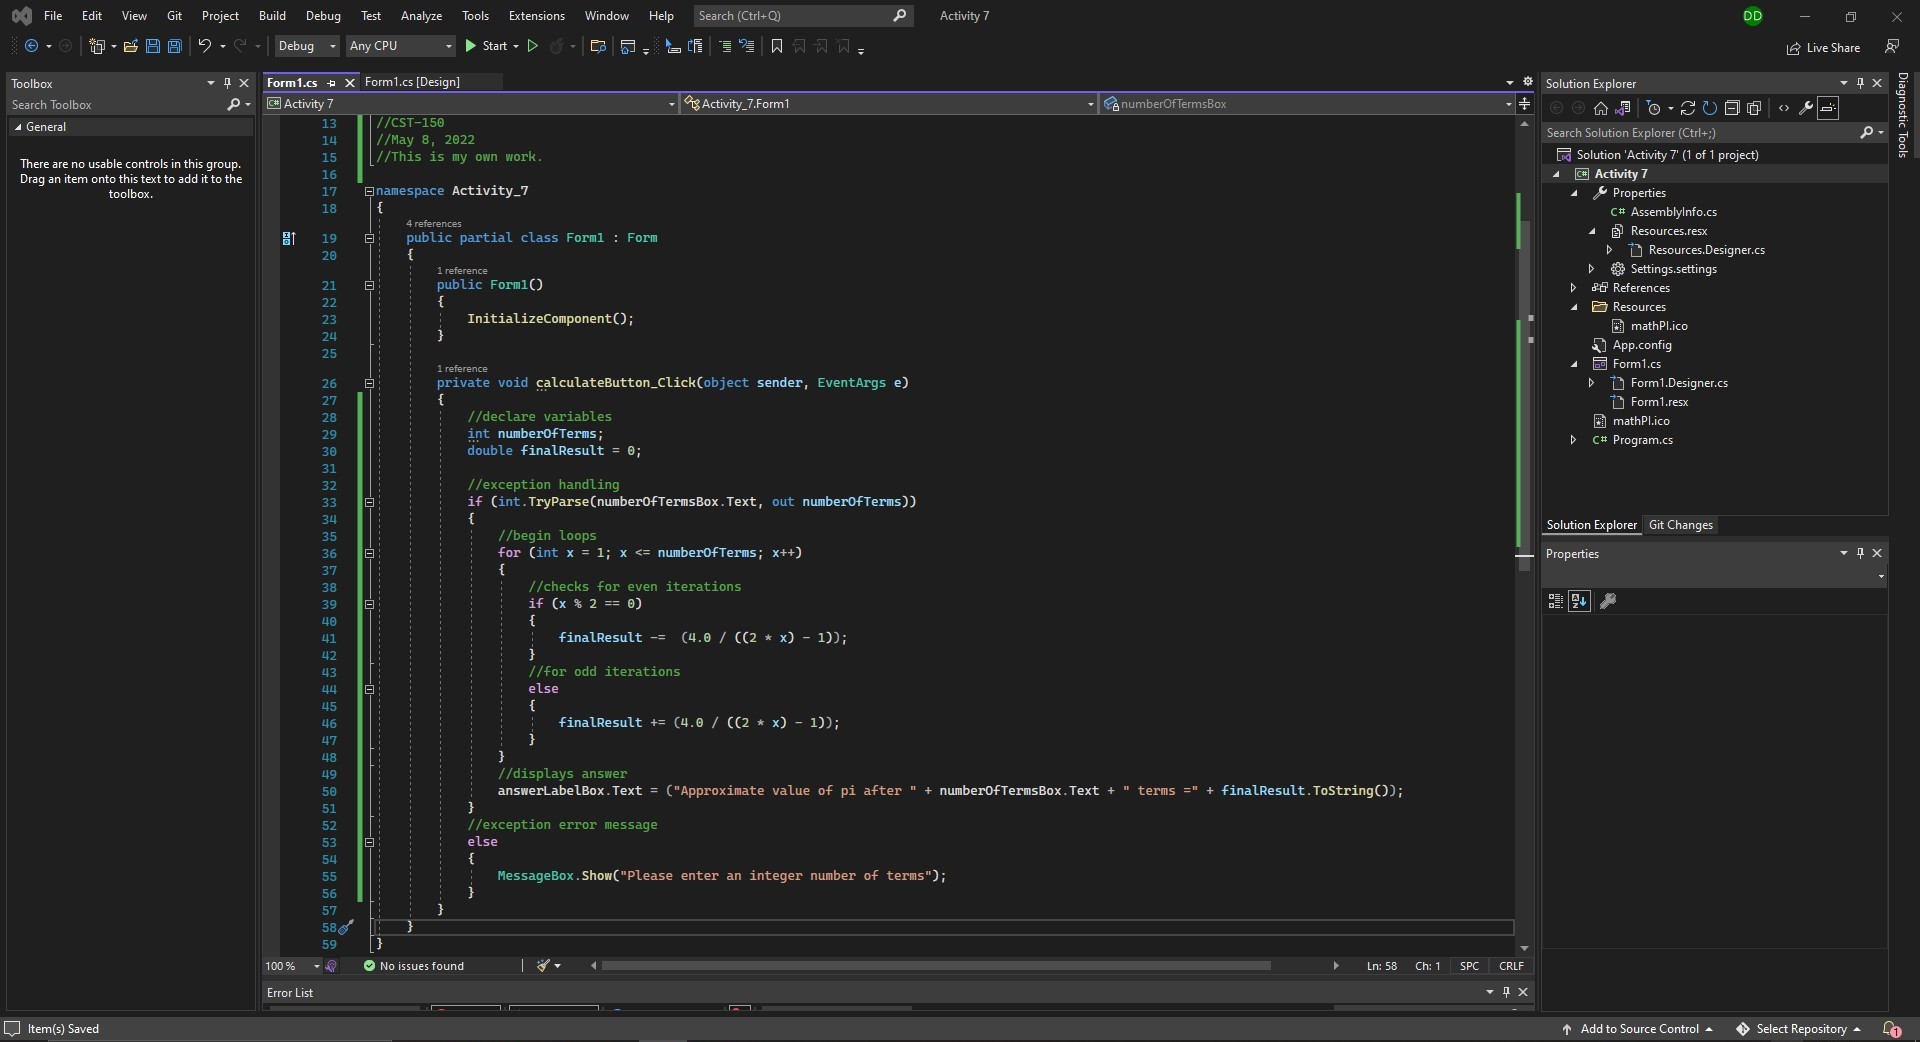 File Edit View Git Project Build Debug Test Analyze Tools Extensions Window Help Search (Ctrl+Q) Activity 7 DD
Debug Any CPU Start Live Share
Toolbox
Search Toolbox
General
There are no usable controls in this group.
Drag an item onto this text to add it to the
toolbox.
Form1.cs Form1.cs [Design]
C# Activity 7 Activity_7.Form1 numberOfTermsBox
13 //CST-150
14 //May 8, 2022
15 //This is my own work.
16
17 namespace Activity_7
18 {
4 references
19 public partial class Form1 : Form
20 {
1 reference
21 public Form1()
22 {
23 InitializeComponent();
24 }
25
1 reference
26 private void calculateButton_Click(object sender, EventArgs e)
27 {
28 //declare variables
29 int numberOfTerms;
30 double finalResult = 0;
31
32 //exception handling
33 if (int.TryParse(numberOfTermsBox.Text, out numberOfTerms))
34 {
35 //begin loops
36 for (int x = 1; x <= numberOfTerms; x++)
37 {
38 //checks for even iterations
39 if (x % 2 == 0)
40 {
41 finalResult -=  (4.0 / ((2 * x) - 1));
42 }
43 //for odd iterations
44 else
45 {
46 finalResult += (4.0 / ((2 * x) - 1));
47 }
48 }
49 //displays answer
50 answerLabelBox.Text = ("Approximate value of pi after " + numberOfTermsBox.Text + " terms =" + finalResult.ToString());
51 }
52 //exception error message
53 else
54 {
55 MessageBox.Show("Please enter an integer number of terms");
56 }
57 }
58 }
59 }
100 % No issues found Ln: 58 Ch: 1 SPC CRLF
Error List
Solution Explorer
Search Solution Explorer (Ctrl+;)
Solution 'Activity 7' (1 of 1 project)
C# Activity 7
Properties
C# AssemblyInfo.cs
Resources.resx
Resources.Designer.cs
Settings.settings
References
Resources
mathPI.ico
App.config
Form1.cs
Form1.Designer.cs
Form1.resx
mathPI.ico
C# Program.cs
Solution Explorer Git Changes
Properties
Diagnostic Tools
Item(s) Saved Add to Source Control Select Repository 1